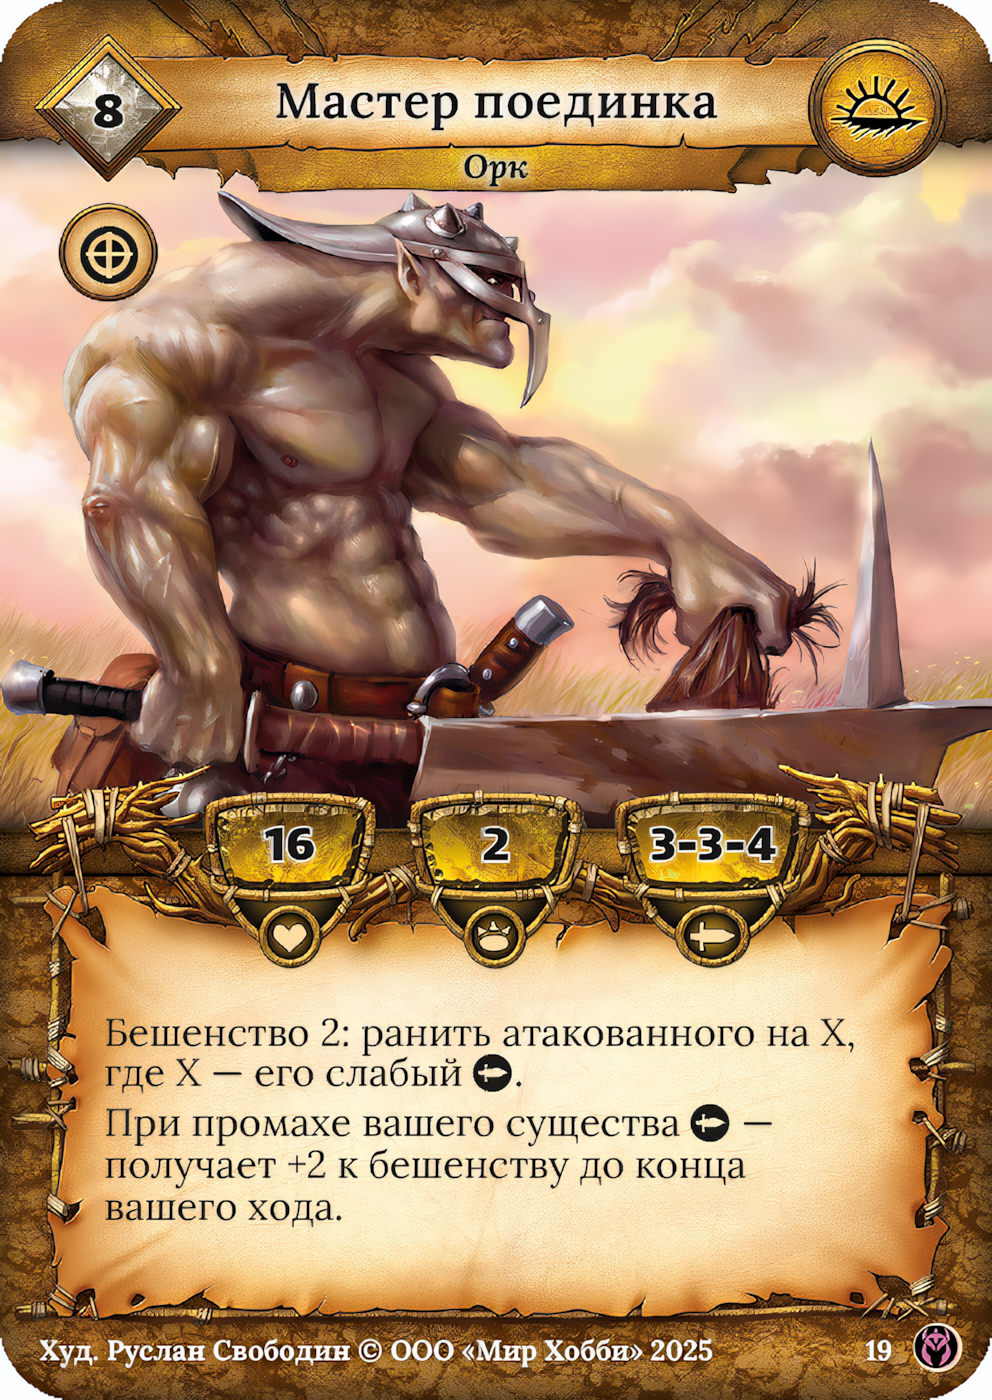 8
Мастер поединка
Орк
16
2
3-3-4
Бешенство 2: ранить атакованного на X,
где X — его слабый .
При промахе вашего существа —
получает +2 к бешенству до конца
вашего хода.
Худ. Руслан Свободин © ООО «Мир Хобби» 2025
19